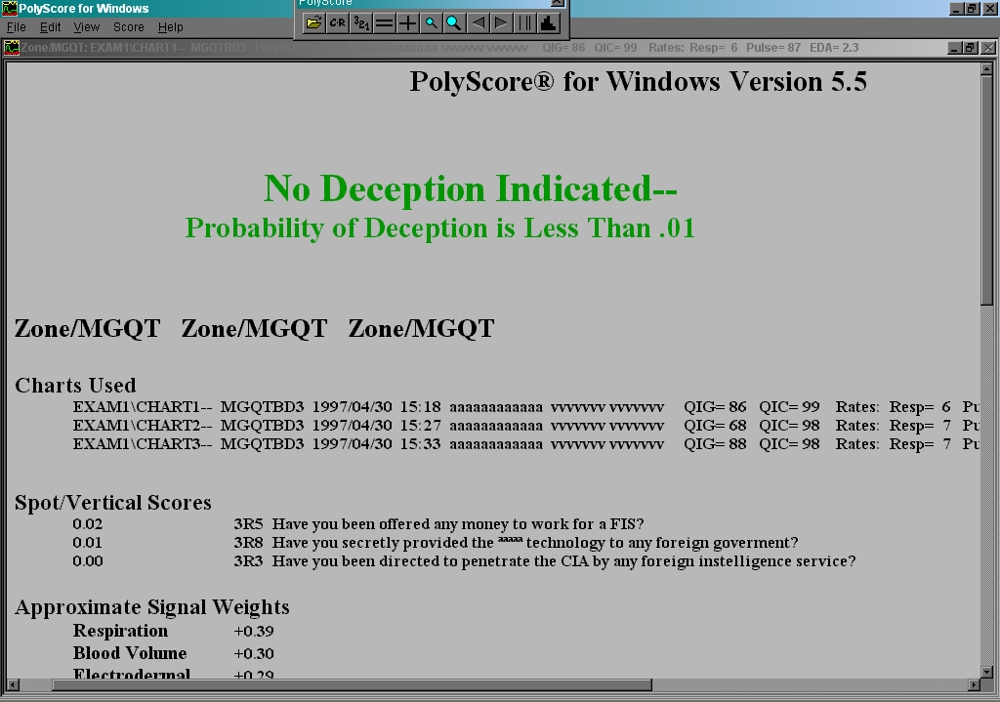 PolyScore for Windows
PolyScore
File Edit View Score Help
C-R 321
Zone/MGQT: EXAM1\CHART1-- MGQTBD3 vvvvvvv vvvvvvv QIG= 86 QIC= 99 Rates: Resp= 6 Pulse= 87 EDA= 2.3
PolyScore® for Windows Version 5.5
No Deception Indicated--
Probability of Deception is Less Than .01
Zone/MGQT Zone/MGQT Zone/MGQT
Charts Used
EXAM1\CHART1-- MGQTBD3 1997/04/30 15:18 aaaaaaaaaaaa vvvvvvv vvvvvvv QIG= 86 QIC= 99 Rates: Resp= 6 Pu
EXAM1\CHART2-- MGQTBD3 1997/04/30 15:27 aaaaaaaaaaaa vvvvvvv vvvvvvv QIG= 68 QIC= 98 Rates: Resp= 7 Pu
EXAM1\CHART3-- MGQTBD3 1997/04/30 15:33 aaaaaaaaaaaa vvvvvvv vvvvvvv QIG= 88 QIC= 98 Rates: Resp= 7 Pu
Spot/Vertical Scores
0.02 3R5 Have you been offered any money to work for a FIS?
0.01 3R8 Have you secretly provided the aaaaa technology to any foreign goverment?
0.00 3R3 Have you been directed to penetrate the CIA by any foreign instelligence service?
Approximate Signal Weights
Respiration +0.39
Blood Volume +0.30
Electrodermal +0.29